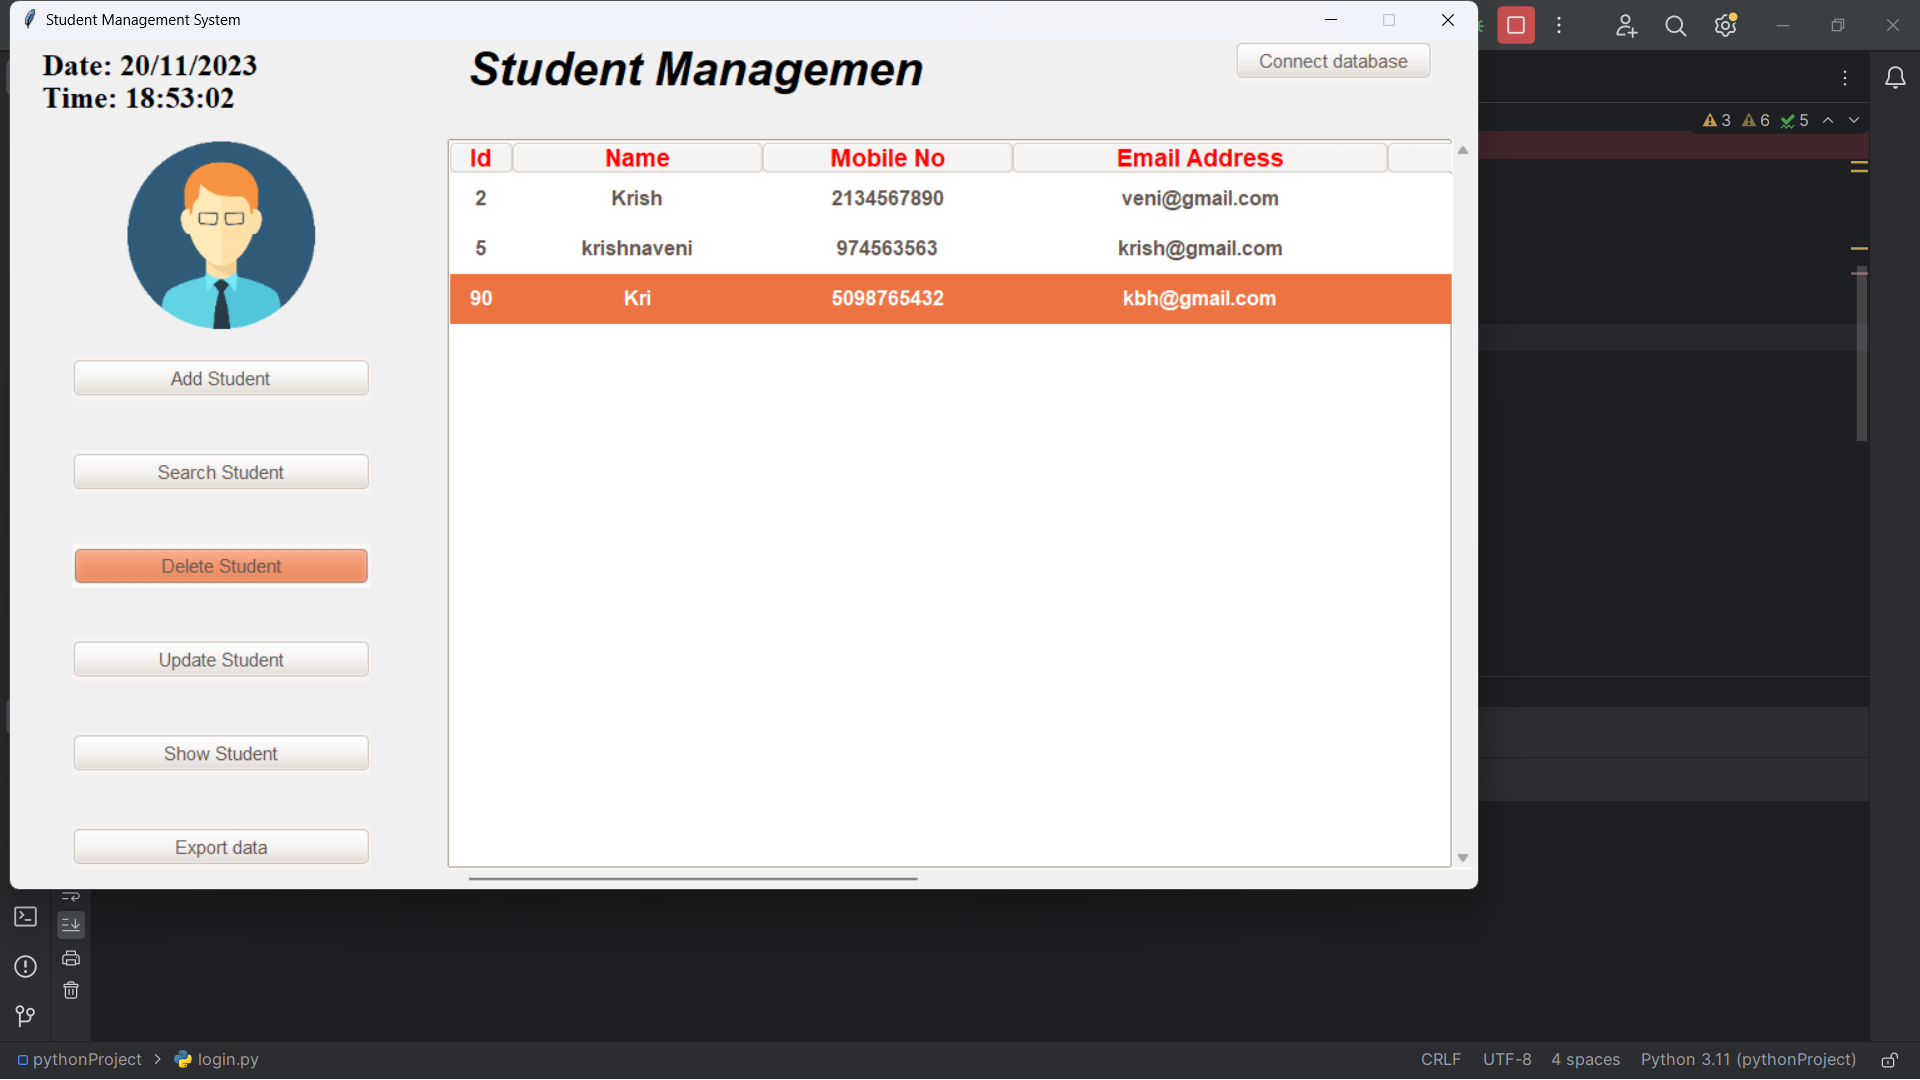 Student Management System
Date: 20/11/2023
Time: 18:53:02
Student Managemen
Connect database
3 6 5
Id Name Mobile No Email Address
2 Krish 2134567890 veni@gmail.com
5 krishnaveni 974563563 krish@gmail.com
90 Kri 5098765432 kbh@gmail.com
Add Student
Search Student
Delete Student
Update Student
Show Student
Export data
pythonProject > login.py
CRLF UTF-8 4 spaces Python 3.11 (pythonProject)